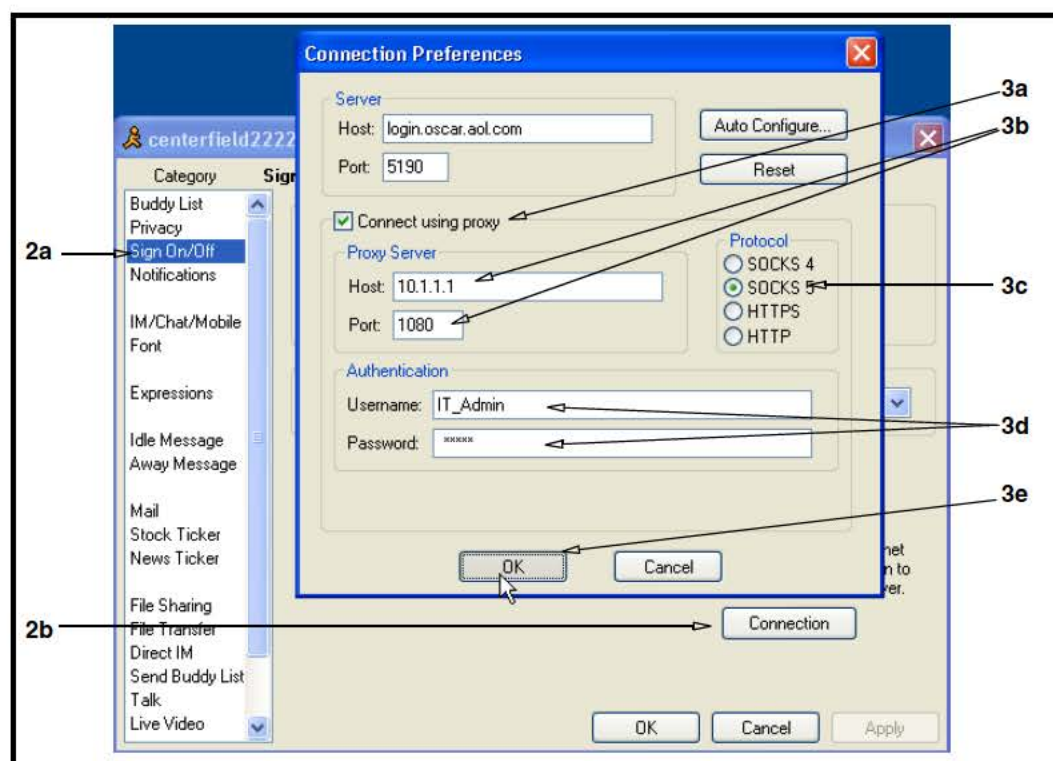 Connection Preferences
Server
Host: login.oscar.aol.com
Port: 5190
Auto Configure...
Reset
3a
3b
centerfield2222
Category
Sign
Buddy List
Privacy
2a
Sign On/Off
Notifications
IM/Chat/Mobile
Font
Expressions
Idle Message
Away Message
Mail
Stock Ticker
News Ticker
File Sharing
File Transfer
Direct IM
Send Buddy List
Talk
Live Video
Connect using proxy
Proxy Server
Host: 10.1.1.1
Port: 1080
Protocol
SOCKS 4
SOCKS 5
HTTPS
HTTP
3c
Authentication
Username: IT_Admin
Password: *****
3d
3e
OK
Cancel
net
n to
ver.
2b
Connection
OK
Cancel
Apply